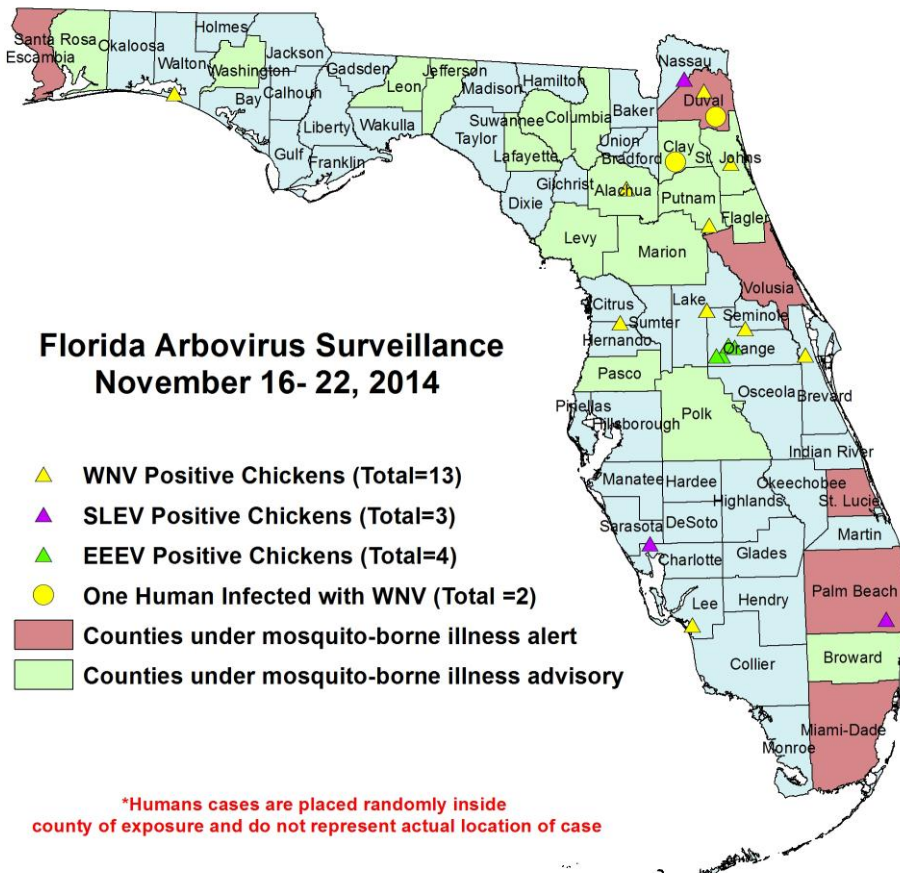 Holmes
Santa Rosa Okaloosa Jackson Nassau
Escambia Walton Washington Gadsden Jefferson Hamilton
Leon Madison Duval
Bay Calhoun Columbia Baker
Suwannee
Liberty Wakulla Taylor Union Clay St. Johns
Gulf Franklin Lafayette Bradford
Gilchrist Alachua
Dixie Putnam
Flagler
Levy
Marion
Volusia
Citrus Lake
Sumter Seminole
Hernando Orange
Florida Arbovirus Surveillance
November 16- 22, 2014
Pasco
Osceola
Pinellas Polk Brevard
Hillsborough
Indian River
WNV Positive Chickens (Total=13)
Manatee Hardee Okeechobee
Highlands St. Lucie
SLEV Positive Chickens (Total=3)
Sarasota DeSoto Martin
EEEV Positive Chickens (Total=4)
Charlotte Glades
One Human Infected with WNV (Total =2)
Lee Hendry Palm Beach
Counties under mosquito-borne illness alert
Counties under mosquito-borne illness advisory
Collier Broward
Miami-Dade
Monroe
*Humans cases are placed randomly inside
county of exposure and do not represent actual location of case